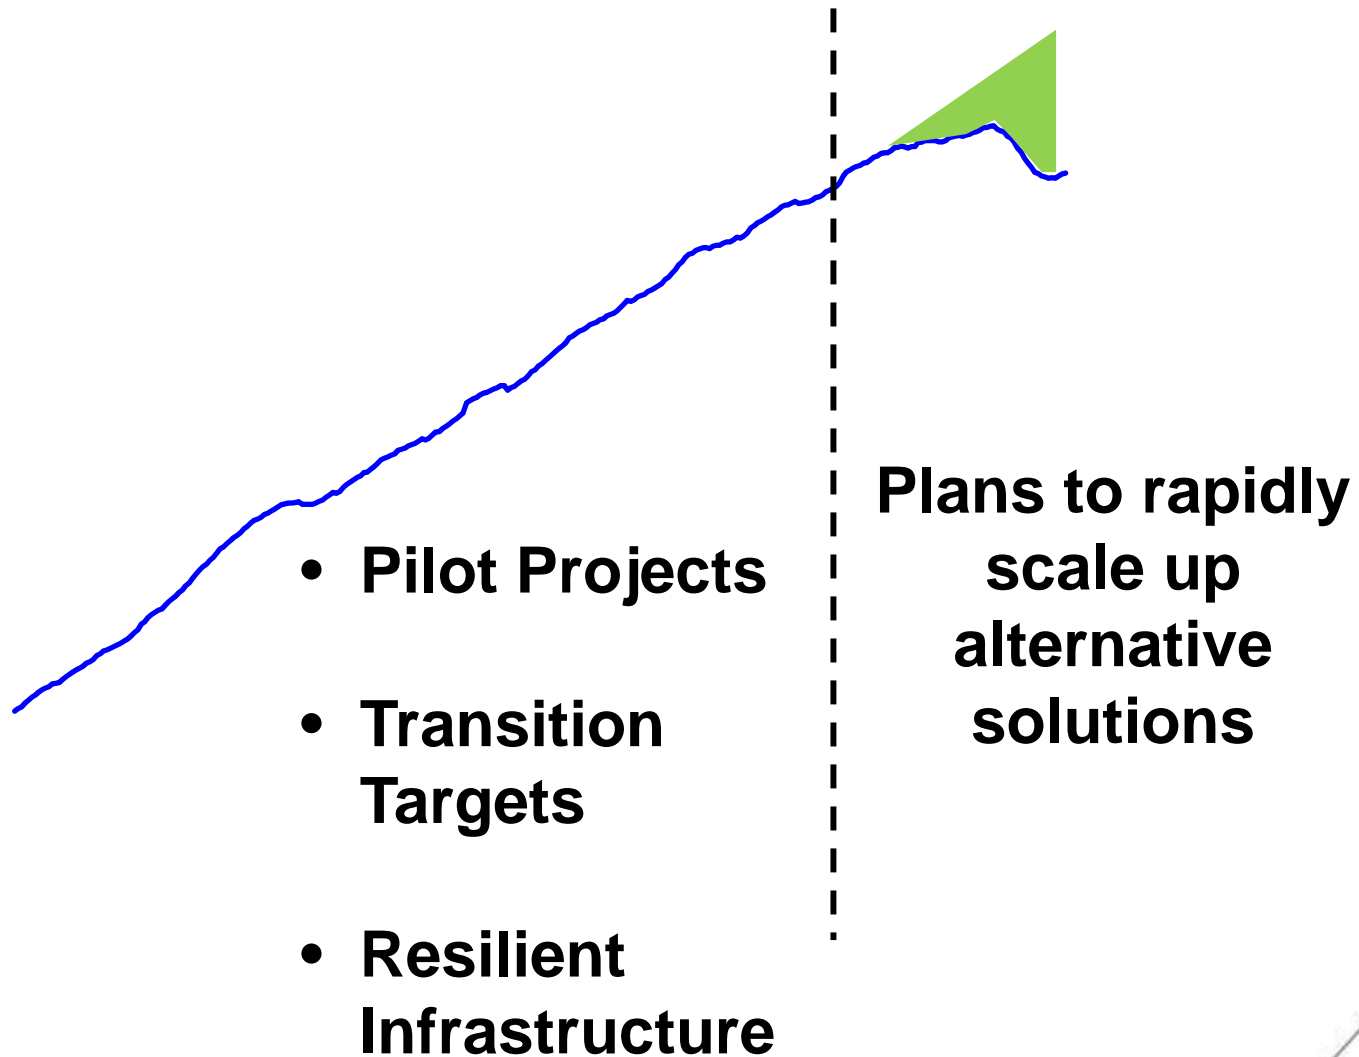 • Pilot Projects
• Transition
Targets
• Resilient
Infrastructure
Plans to rapidly
scale up
alternative
solutions